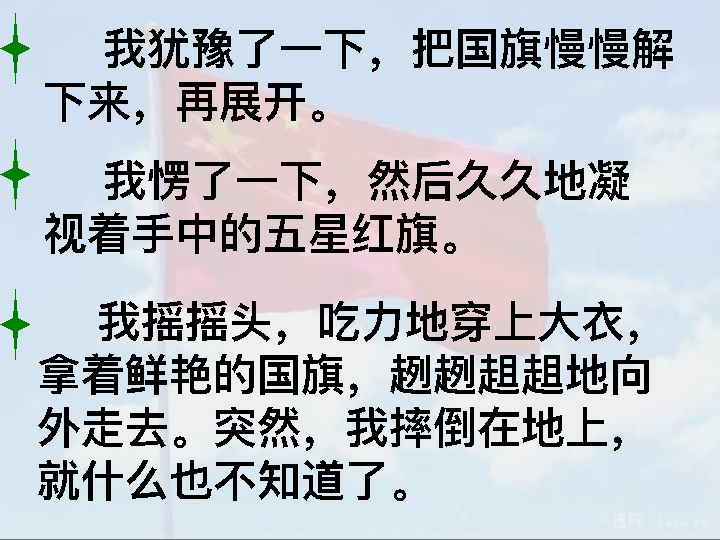 我犹豫了一下，把国旗慢慢解
下来，再展开。
我愣了一下，然后久久地凝
视着手中的五星红旗。
我摇摇头，吃力地穿上大衣，
拿着鲜艳的国旗，趔趔趄趄地向
外走去。突然，我摔倒在地上，
就什么也不知道了。